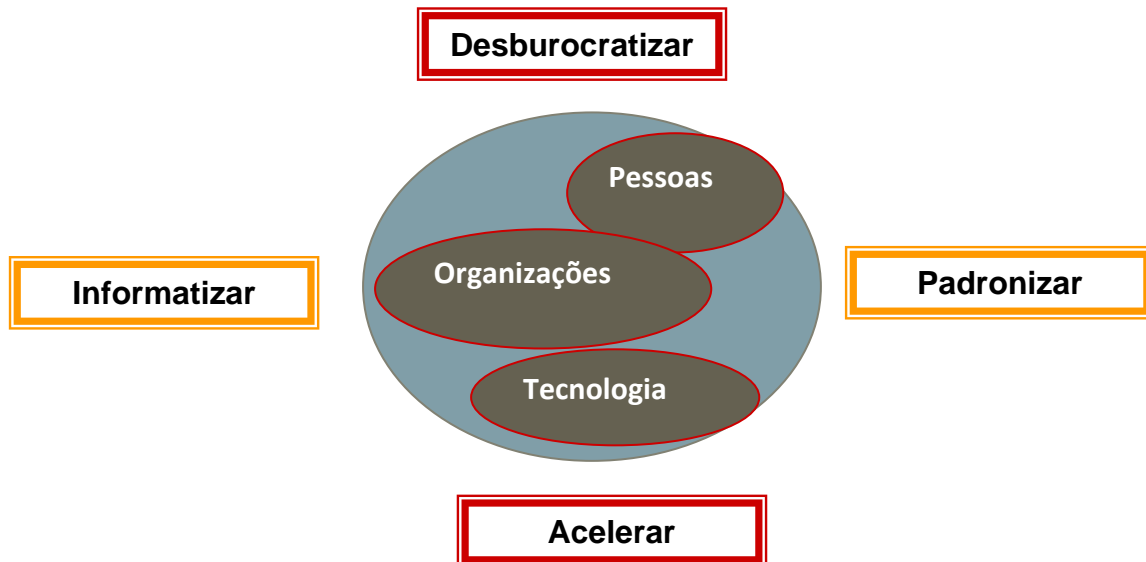 Desburocratizar
Pessoas
Organizações
Informatizar
Padronizar
Tecnologia
Acelerar